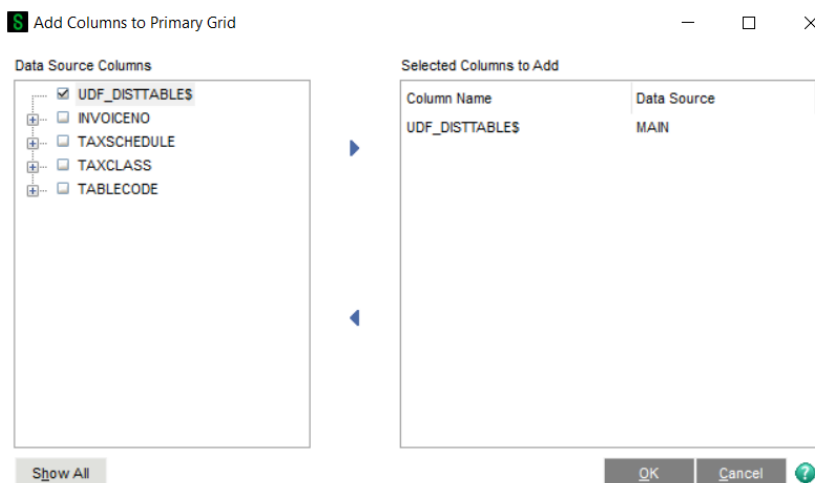 S Add Columns to Primary Grid
Data Source Columns
UDF_DISTTABLE$
INVOICENO
TAXSCHEDULE
TAXCLASS
TABLECODE
Show All
Selected Columns to Add
Column Name Data Source
UDF_DISTTABLE$ MAIN
OK Cancel ?